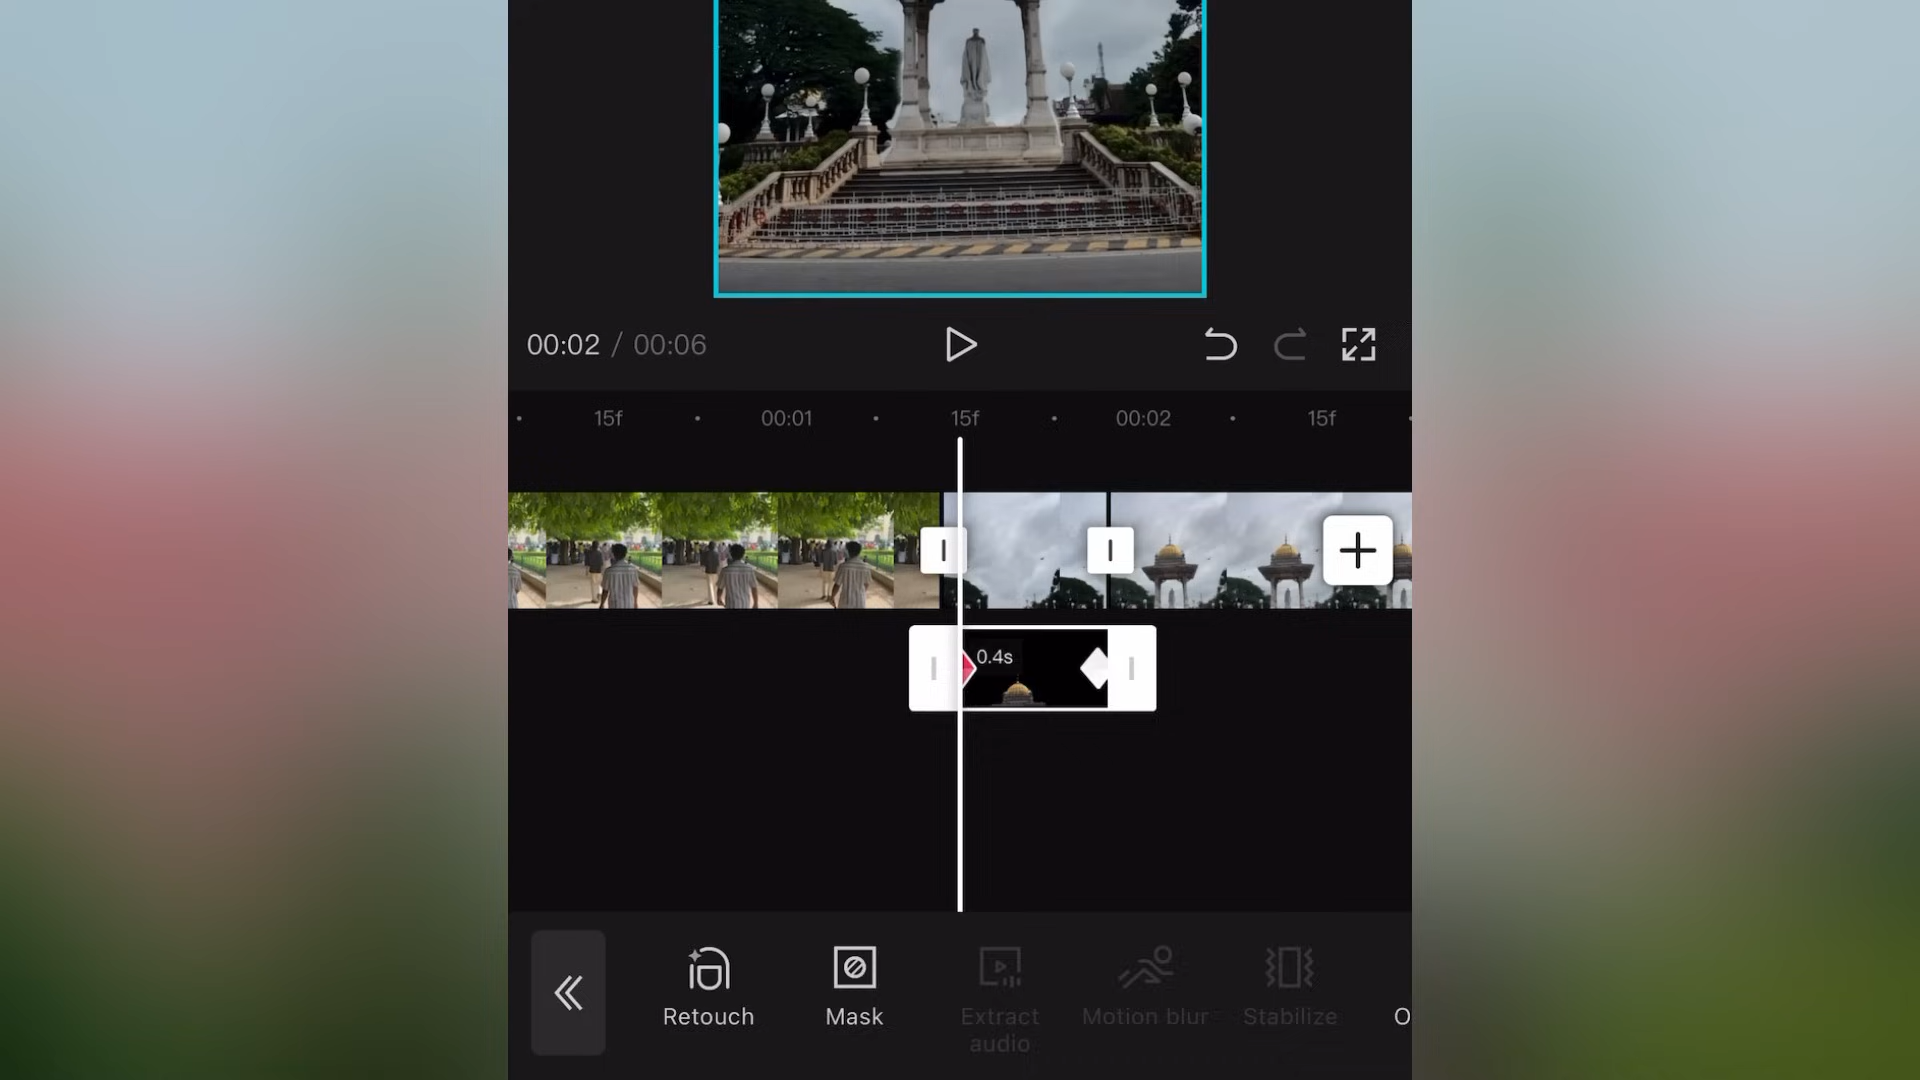 00:02 / 00:06
15f 00:01 15f 00:02 15f
0.4s
Retouch
Mask
Extract
audio
Motion blur
Stabilize
O